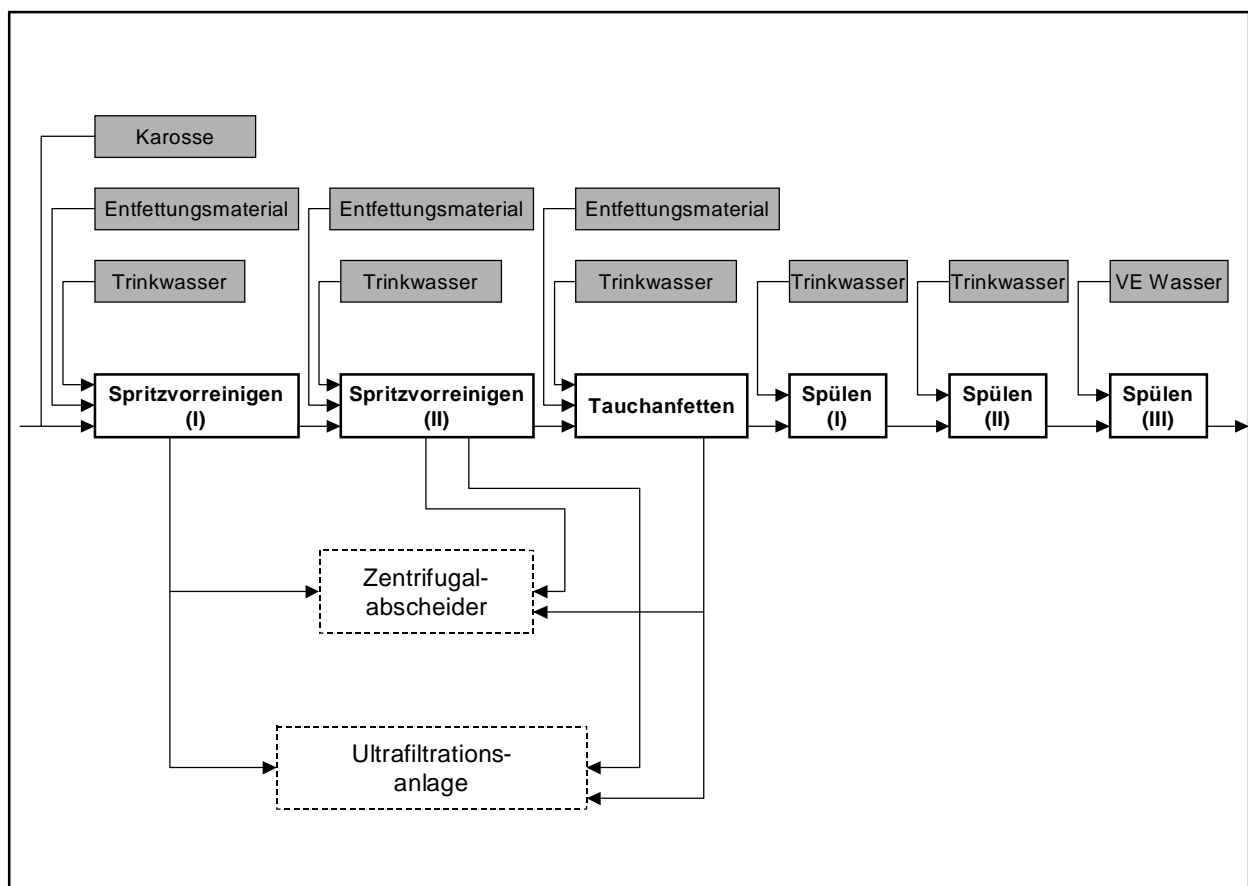 Karosse
Entfettungsmaterial
Entfettungsmaterial
Entfettungsmaterial
Trinkwasser
Trinkwasser
Trinkwasser
Trinkwasser
Trinkwasser
VE Wasser
Spritzvorreinigen
(I)
Spritzvorreinigen
(II)
Tauchanfetten
Spülen
(I)
Spülen
(II)
Spülen
(III)
Zentrifugal-
abscheider
Ultrafiltrations-
anlage